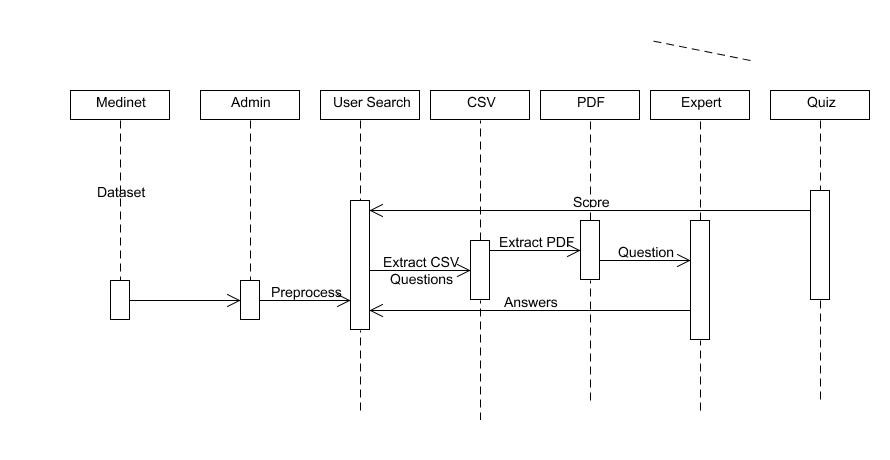 Medinet
Admin
User Search
CSV
PDF
Expert
Quiz
Dataset
Score
Extract PDF
Question
Extract CSV
Questions
Preprocess
Answers